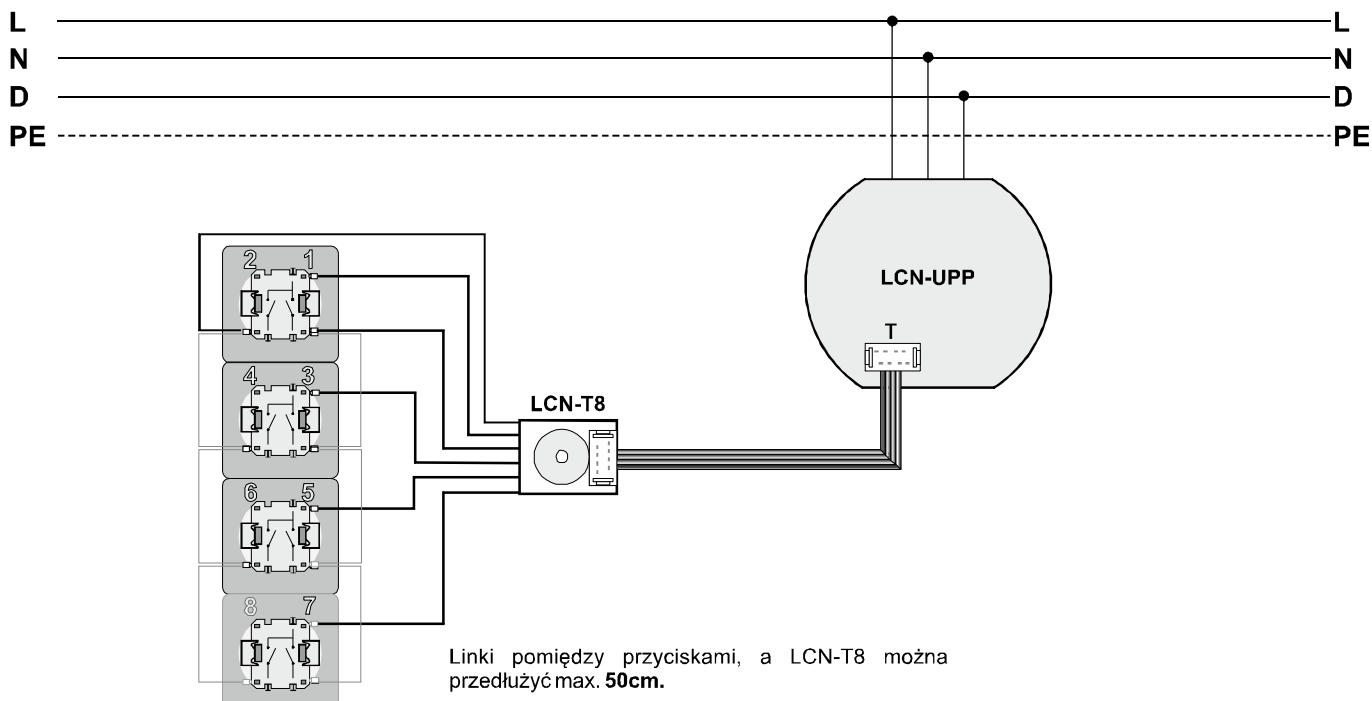 L L
N N
D D
PE PE
LCN-UPP
T
2 1
4 3
LCN-T8
6 5
8 7
Linki pomiędzy przyciskami, a LCN-T8 można
przedłużyć max. 50cm.